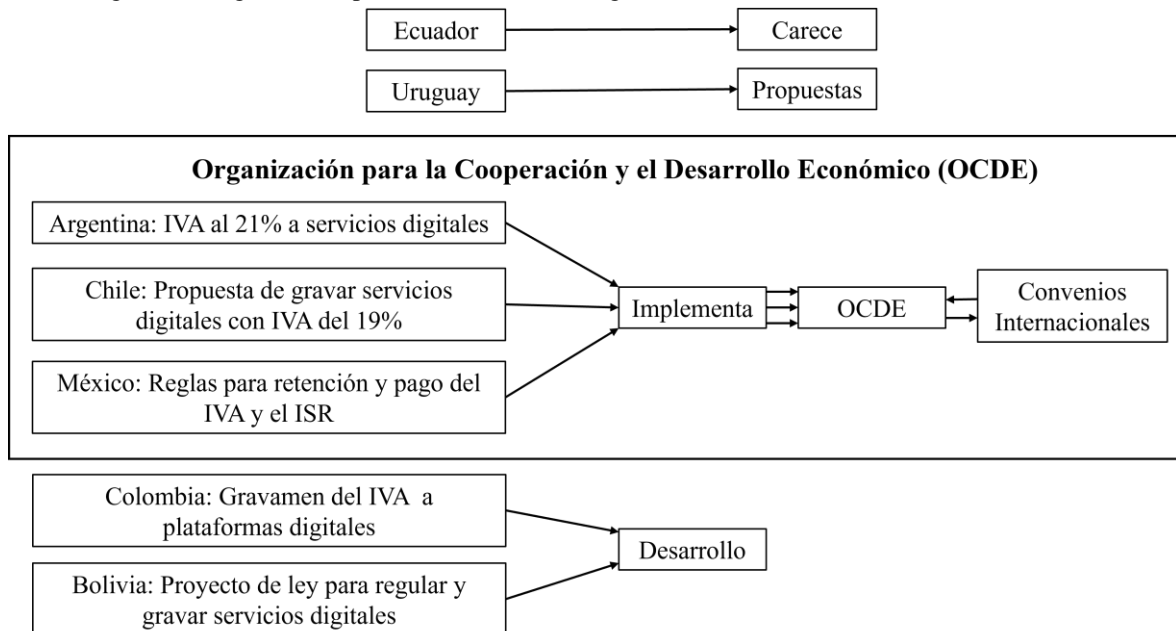 Ecuador
Carece
Uruguay
Propuestas
Organización para la Cooperación y el Desarrollo Económico (OCDE)
Argentina: IVA al 21% a servicios digitales
Chile: Propuesta de gravar servicios
digitales con IVA del 19%
México: Reglas para retención y pago del
IVA y el ISR
Implementa
OCDE
Convenios
Internacionales
Colombia: Gravamen del IVA a
plataformas digitales
Bolivia: Proyecto de ley para regular y
gravar servicios digitales
Desarrollo